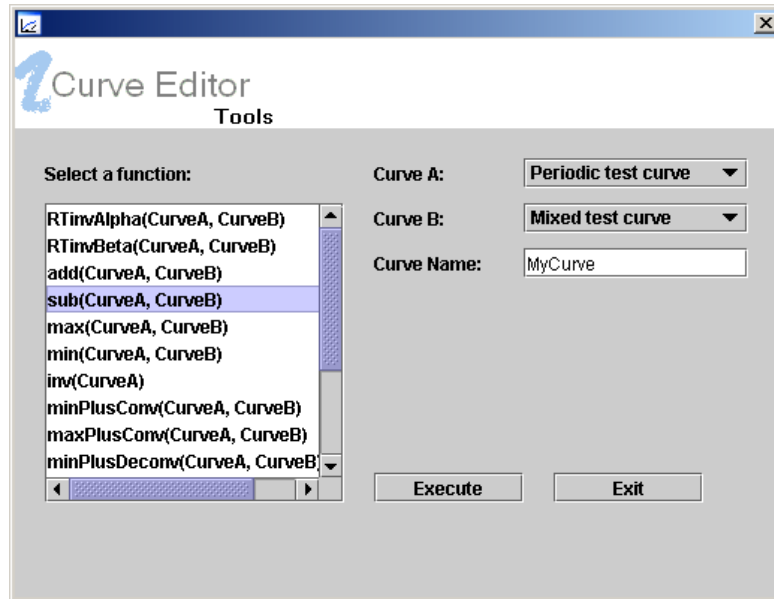 Curve Editor
Tools
Select a function:
RTinvAlpha(CurveA, CurveB)
RTinvBeta(CurveA, CurveB)
add(CurveA, CurveB)
sub(CurveA, CurveB)
max(CurveA, CurveB)
min(CurveA, CurveB)
inv(CurveA)
minPlusConv(CurveA, CurveB)
maxPlusConv(CurveA, CurveB)
minPlusDeconv(CurveA, CurveB)
Curve A:
Periodic test curve
Curve B:
Mixed test curve
Curve Name:
MyCurve
Execute
Exit